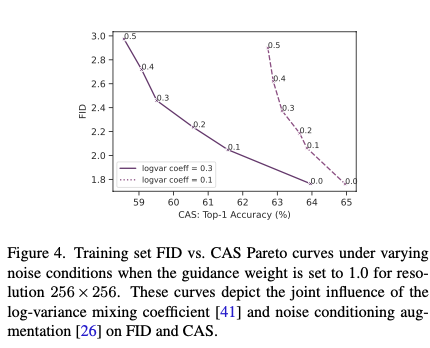 3.0
2.8
2.6
2.4
2.2
2.0
1.8
FID
0.5
0.4
0.3
0.2
0.1
0.0
0.5
0.4
0.3
0.2
0.1
0.0
logvar coeff = 0.3
logvar coeff = 0.1
59 60 61 62 63 64 65
CAS: Top-1 Accuracy (%)
Figure 4. Training set FID vs. CAS Pareto curves under varying
noise conditions when the guidance weight is set to 1.0 for reso-
lution 256×256. These curves depict the joint influence of the
log-variance mixing coefficient [41] and noise conditioning aug-
mentation [26] on FID and CAS.